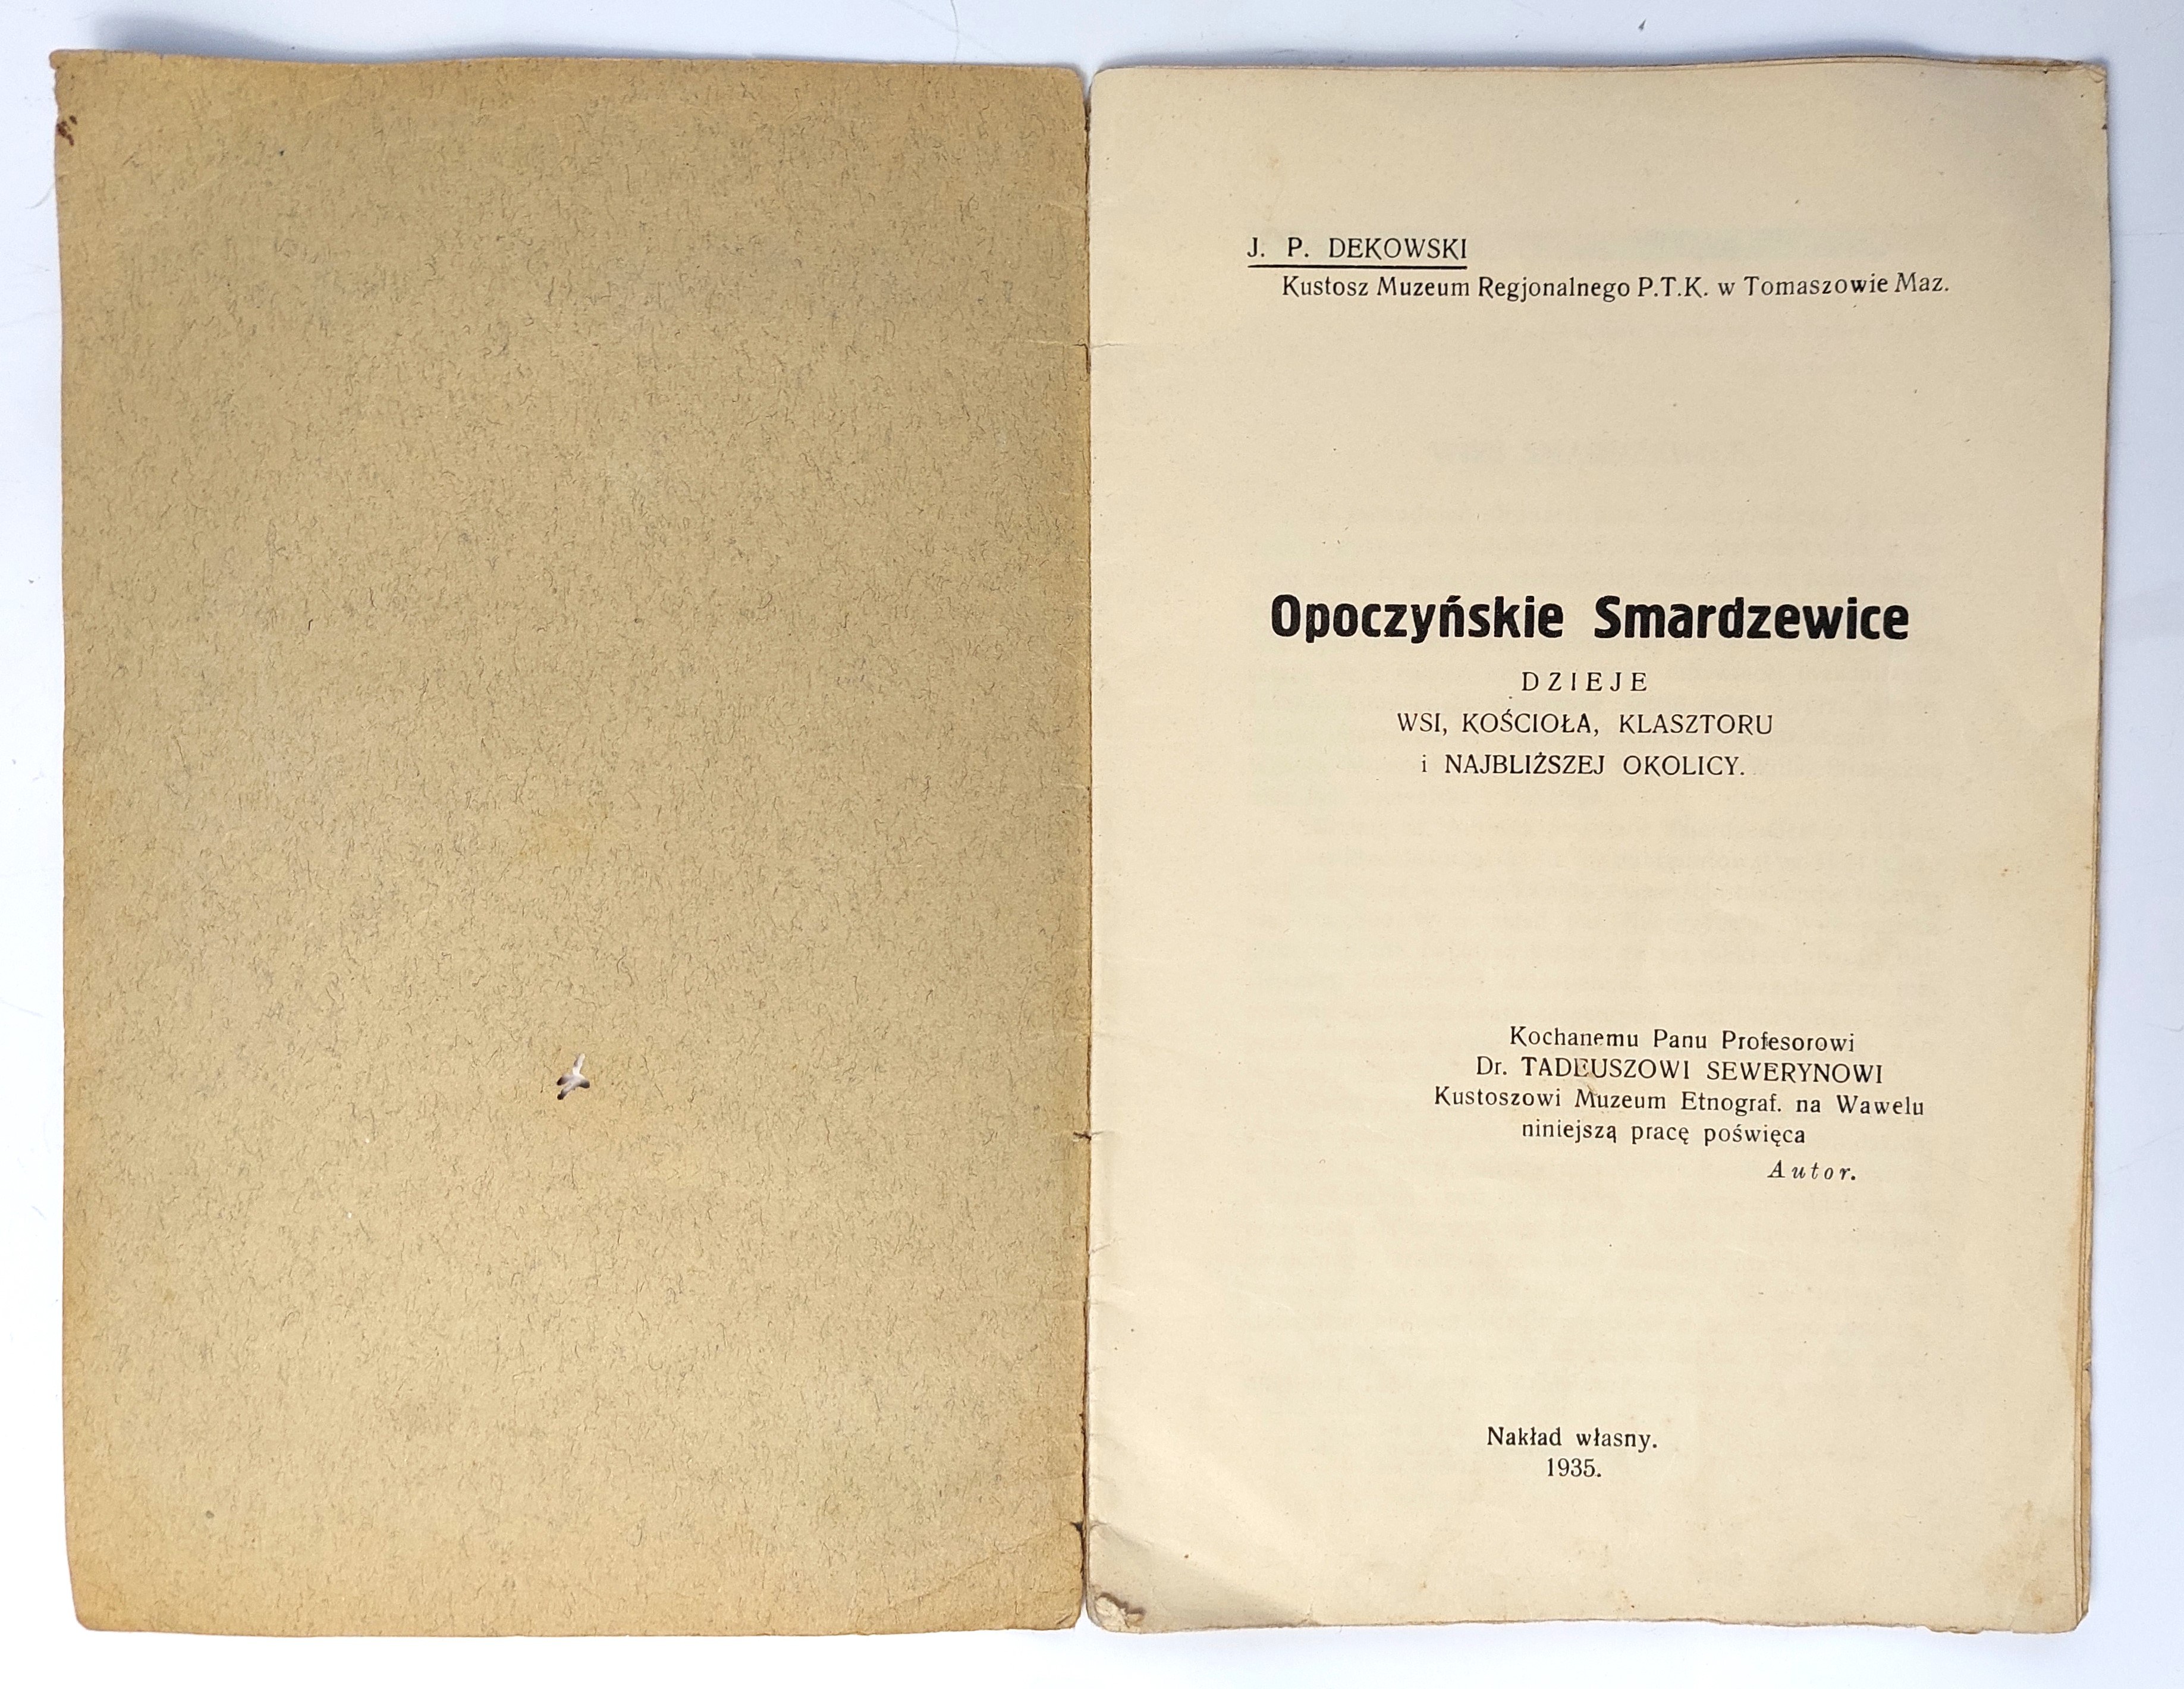 J. P. DEKOWSKI
Kustosz Muzeum Regjonalnego P.T.K. w Tomaszowie Maz.
Opoczyńskie Smardzewice
DZIEJE
WSI, KOŚCIOŁA, KLASZTORU
i NAJBLIŻSZEJ OKOLICY.
Kochanemu Panu Profesorowi
Dr. TADEUSZOWI SEWERYNOWI
Kustoszowi Muzeum Etnograf. na Wawelu
niniejszą pracę poświęca
Autor.
Nakład własny.
1935.